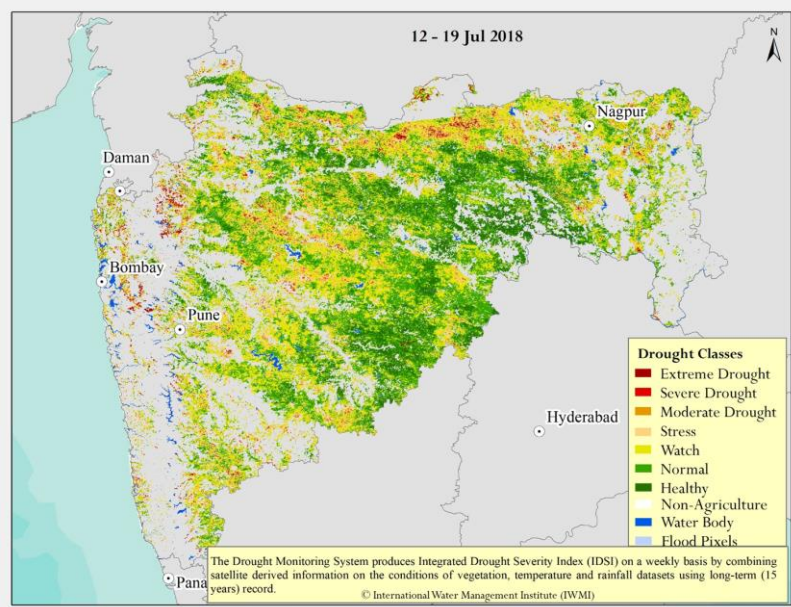 12 - 19 Jul 2018
N
Nagpur
Daman
Bombay
Pune
Hyderabad
Pana
Drought Classes
Extreme Drought
Severe Drought
Moderate Drought
Stress
Watch
Normal
Healthy
Non-Agriculture
Water Body
Flood Pixels
The Drought Monitoring System produces Integrated Drought Severity Index (IDSI) on a weekly basis by combining
satellite derived information on the conditions of vegetation, temperature and rainfall datasets using long-term (15
years) record.
© International Water Management Institute (IWMI)